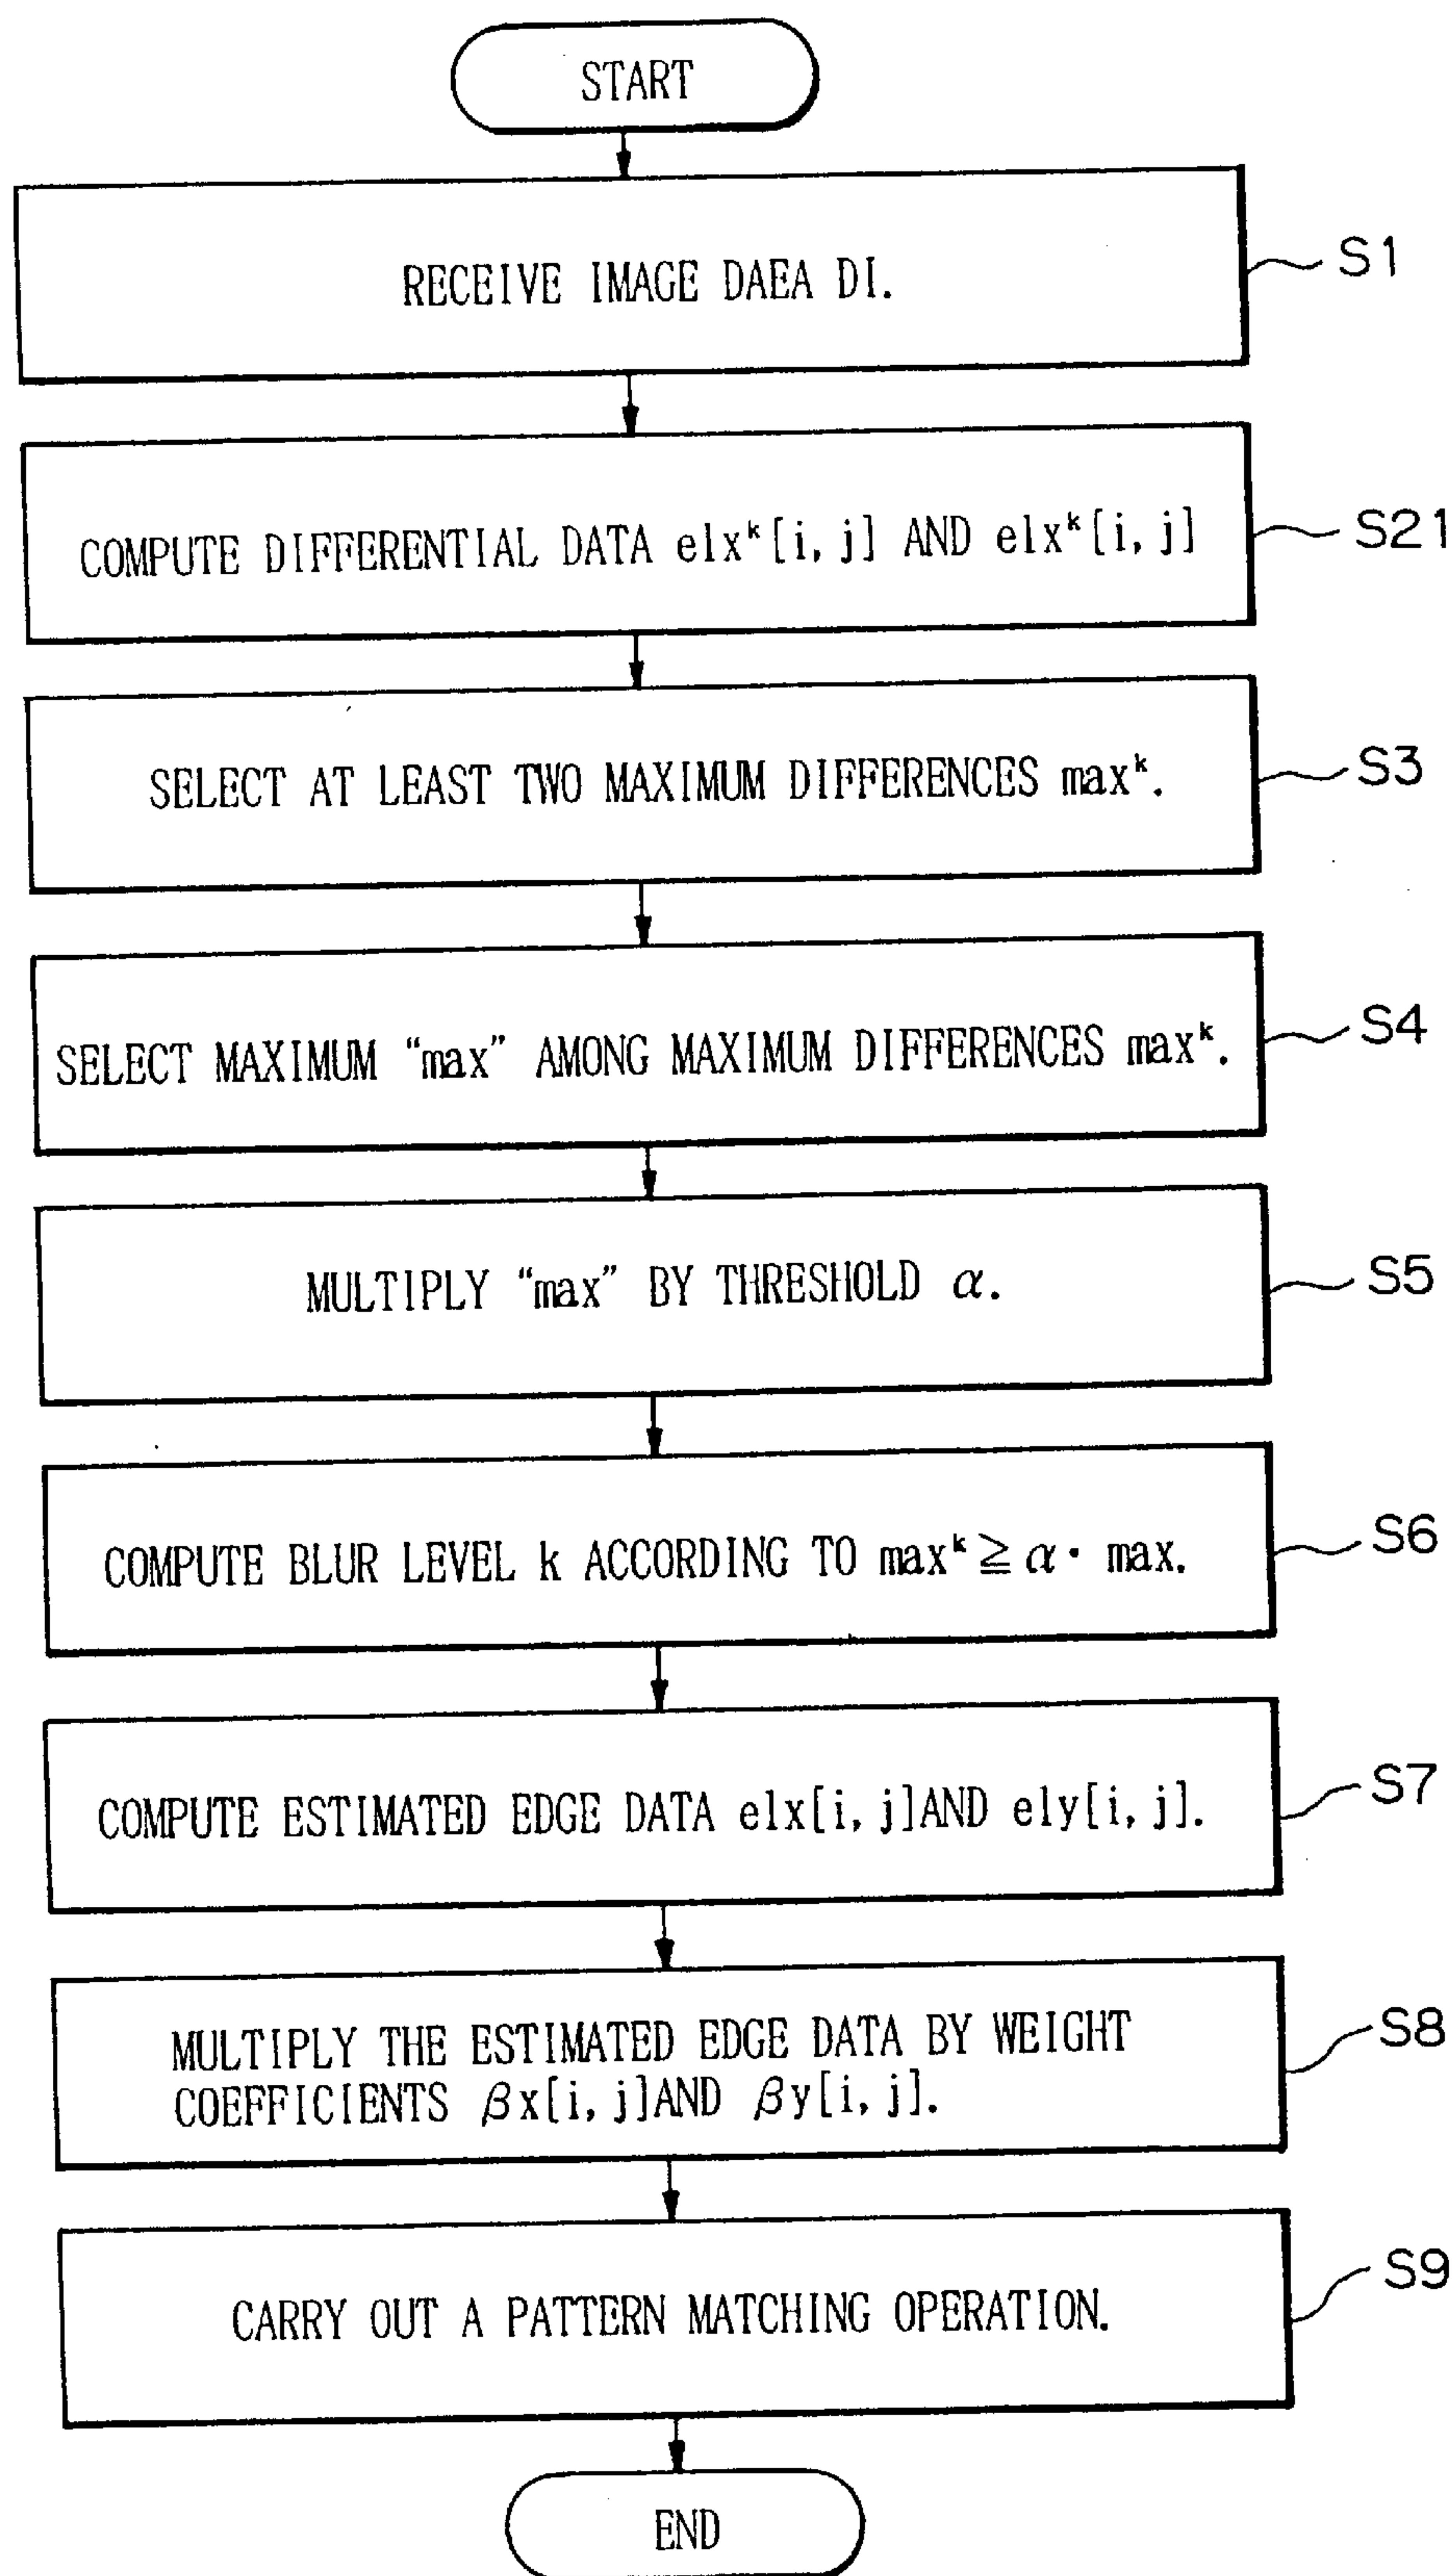 START
RECEIVE IMAGE DAEA DI.
S1
COMPUTE DIFFERENTIAL DATA elxᵏ[i, j] AND elxᵏ[i, j]
S21
SELECT AT LEAST TWO MAXIMUM DIFFERENCES maxᵏ.
S3
SELECT MAXIMUM “max” AMONG MAXIMUM DIFFERENCES maxᵏ.
S4
MULTIPLY “max” BY THRESHOLD α.
S5
COMPUTE BLUR LEVEL k ACCORDING TO maxᵏ ≧ α· max.
S6
COMPUTE ESTIMATED EDGE DATA elx[i, j]AND ely[i, j].
S7
MULTIPLY THE ESTIMATED EDGE DATA BY WEIGHT
COEFFICIENTS βx[i, j]AND βy[i, j].
S8
CARRY OUT A PATTERN MATCHING OPERATION.
S9
END